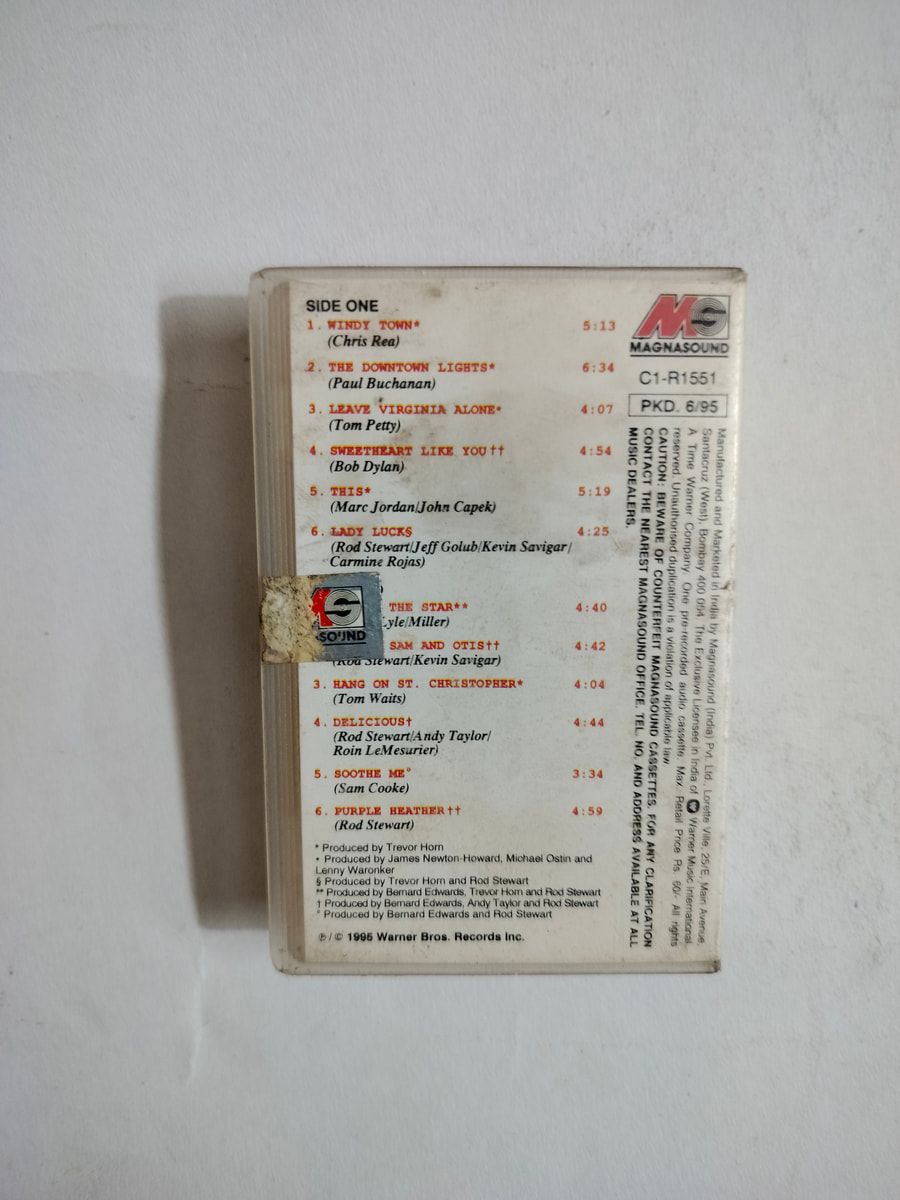 SIDE ONE
1. WINDY TOWN* 5:13
(Chris Rea)
2. THE DOWNTOWN LIGHTS* 6:34
(Paul Buchanan)
3. LEAVE VIRGINIA ALONE• 4:07
(Tom Petty)
4. SWEETHEART LIKE YOU†† 4:54
(Bob Dylan)
5. THIS* 5:19
(Marc Jordan/John Capek)
6. LADY LUCK§ 4:25
(Rod Stewart/Jeff Golub/Kevin Savigar/
Carmine Rojas)
THE STAR** 4:40
Lyle/Miller)
SAM AND OTIS†† 4:42
(Rod Stewart/Kevin Savigar)
3. HANG ON ST. CHRISTOPHER* 4:04
(Tom Waits)
4. DELICIOUS† 4:44
(Rod Stewart/Andy Taylor/
Roin LeMesurier)
5. SOOTHE ME° 3:34
(Sam Cooke)
6. PURPLE HEATHER†† 4:59
(Rod Stewart)
* Produced by Trevor Horn
• Produced by James Newton-Howard, Michael Ostin and
Lenny Waronker
§ Produced by Trevor Horn and Rod Stewart
** Produced by Bernard Edwards, Trevor Horn and Rod Stewart
† Produced by Bernard Edwards, Andy Taylor and Rod Stewart
° Produced by Bernard Edwards and Rod Stewart
℗/© 1995 Warner Bros. Records Inc.
SOUND
MAGNASOUND
C1-R1551
PKD. 6/95
Manufactured and Marketed in India by Magnasound (India) Pvt. Ltd., Lorette Ville, 25/E, Main Avenue,
Santacruz (West), Bombay 400 054. The Exclusive Licensee in India of Warner Music International.
A Time Warner Company. One pre-recorded audio cassette. Max. Retail Price Rs. 60/- All rights
reserved. Unauthorised duplication is a violation of applicable law.
CAUTION: BEWARE OF COUNTERFEIT MAGNASOUND CASSETTES. FOR ANY CLARIFICATION
CONTACT THE NEAREST MAGNASOUND OFFICE. TEL. NO. AND ADDRESS AVAILABLE AT ALL
MUSIC DEALERS.